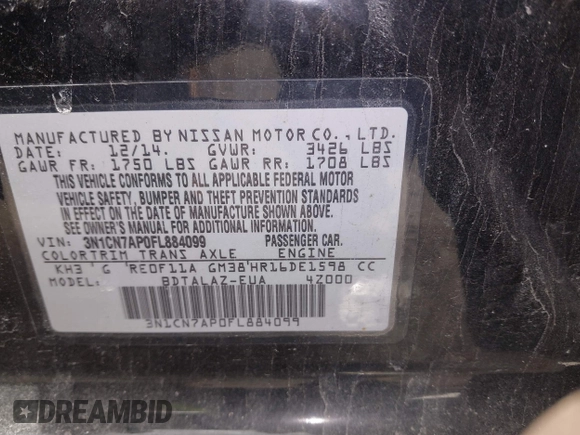 MANUFACTURED BY NISSAN MOTOR CO., LTD.
DATE: 12/14. GVWR: 3426 LBS
GAWR FR: 1750 LBS GAWR RR: 1708 LBS
THIS VEHICLE CONFORMS TO ALL APPLICABLE FEDERAL MOTOR
VEHICLE SAFETY, BUMPER AND THEFT PREVENTION STANDARDS
IN EFFECT ON THE DATE OF MANUFACTURE SHOWN ABOVE.
SEE OWNER'S MANUAL FOR ADDITIONAL INFORMATION
VIN: 3N1CN7AP0FL884099 PASSENGER CAR.
COLOR TRIM TRANS AXLE ENGINE
KH3 'G 'RE0F11A GM38'HR16DE1598 CC
MODEL: BDTALAZ-EUA 4Z000
3N1CN7AP0FL884099
DREAMBID